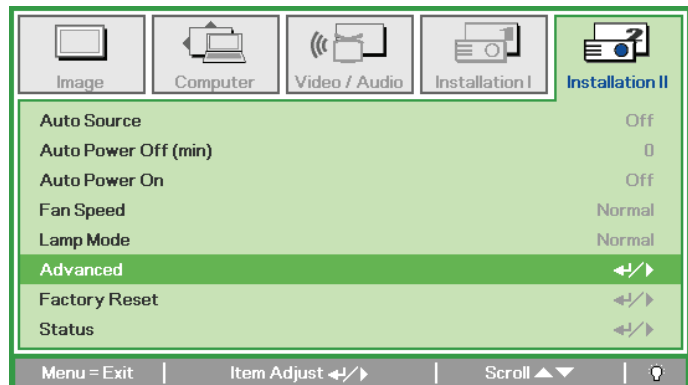 Image Computer Video / Audio Installation I Installation II
Auto Source Off
Auto Power Off (min) 0
Auto Power On Off
Fan Speed Normal
Lamp Mode Normal
Advanced ↵/▶
Factory Reset ↵/▶
Status ↵/▶
Menu = Exit Item Adjust ↵/▶ Scroll ▲▼